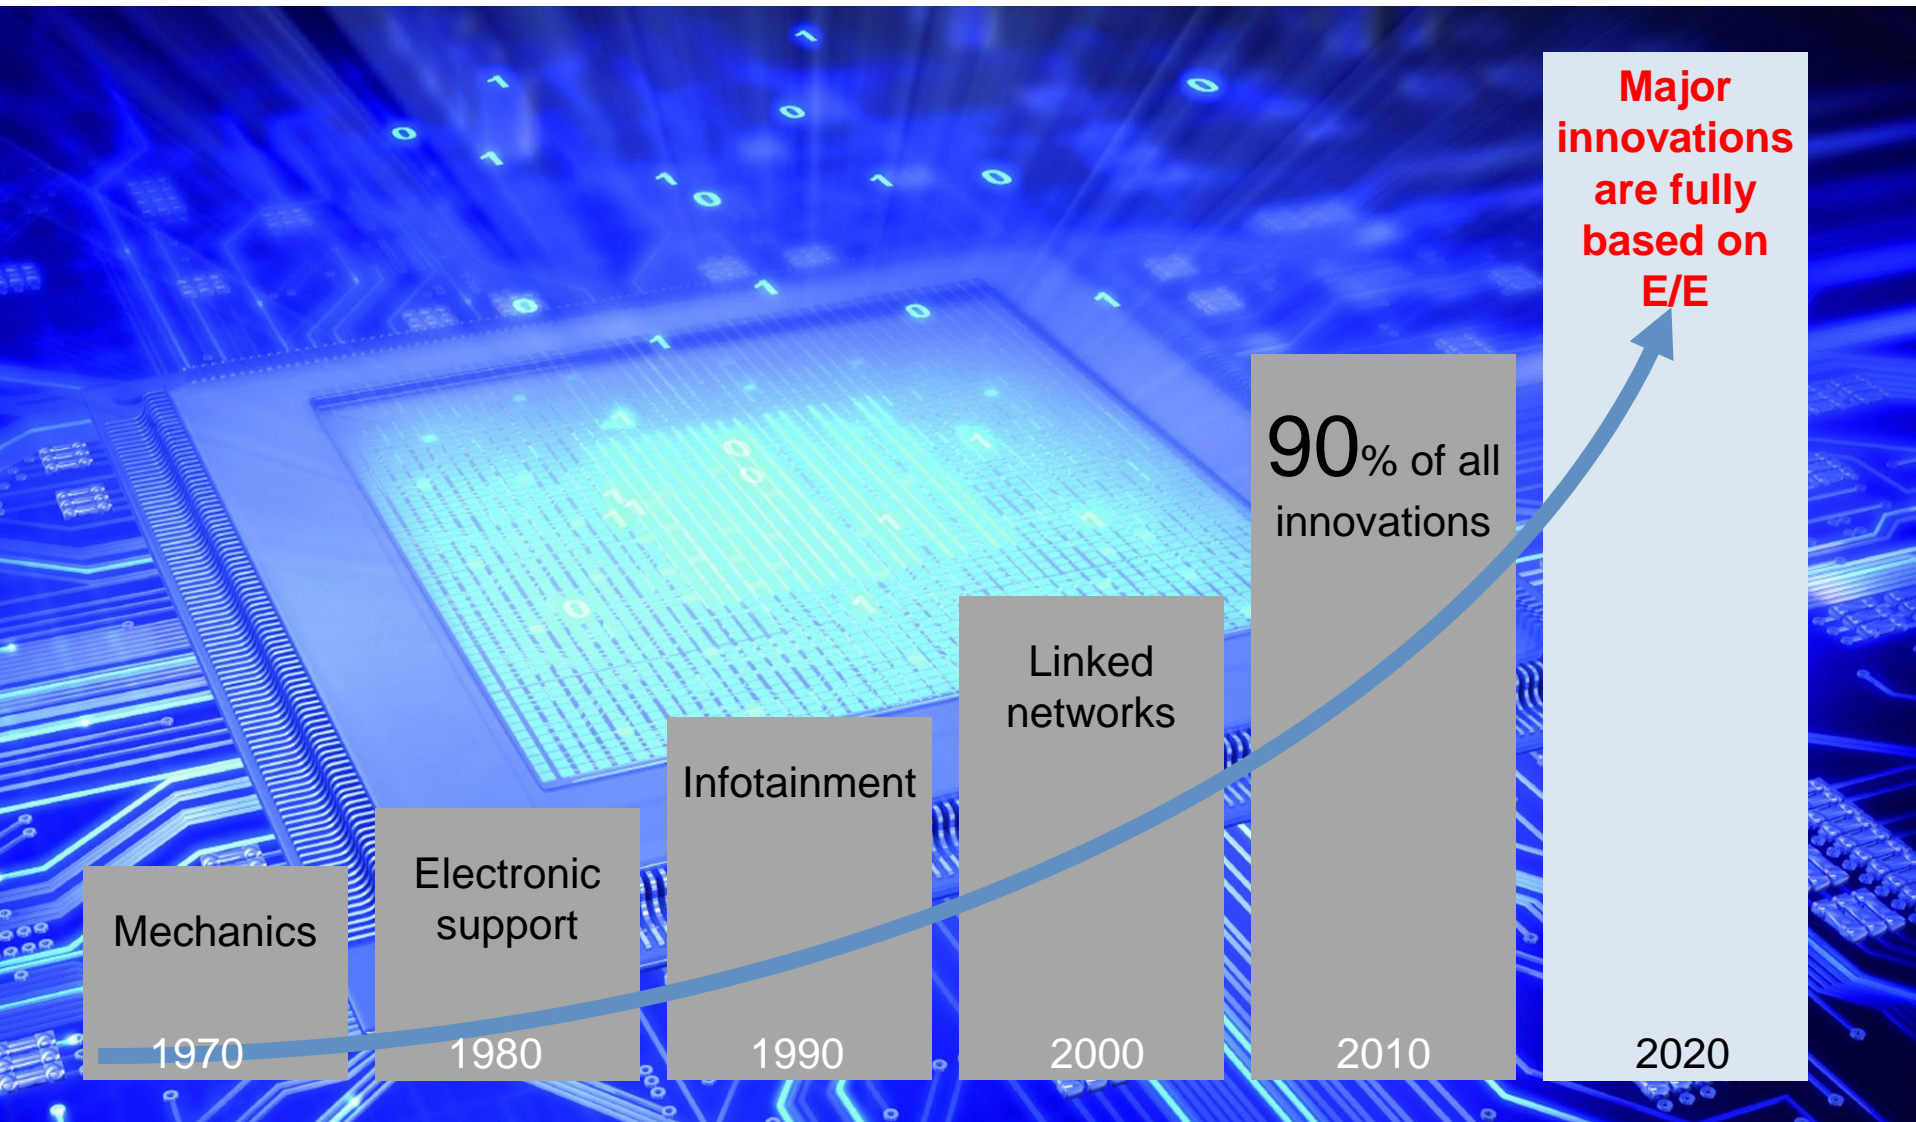 Major
innovations
are fully
based on
E/E
90% of all
innovations
Linked
networks
Infotainment
Electronic
support
Mechanics
1970
1980
1990
2000
2010
2020